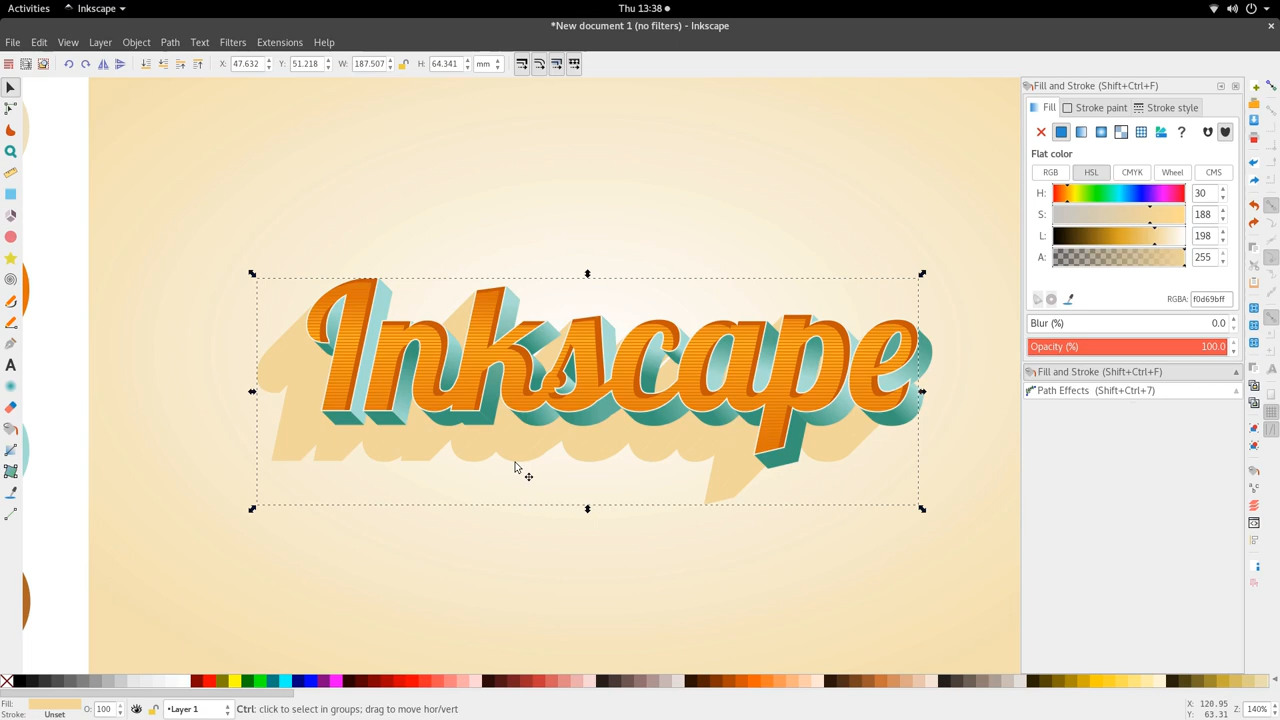 Activities Inkscape Thu 13:38
*New document 1 (no filters) - Inkscape
File Edit View Layer Object Path Text Filters Extensions Help
X: 47.632 Y: 51.218 W: 187.507 H: 64.341 mm
Fill and Stroke (Shift+Ctrl+F)
Fill Stroke paint Stroke style
Flat color
RGB HSL CMYK Wheel CMS
H: 30
S: 188
L: 198
A: 255
RGBA: f0d69bff
Blur (%) 0.0
Opacity (%) 100.0
Fill and Stroke (Shift+Ctrl+F)
Path Effects (Shift+Ctrl+7)
Inkscape
Fill: O: 100 •Layer 1 Ctrl: click to select in groups; drag to move hor/vert X: 120.95 Z: 140%
Stroke: Unset Y: 63.31